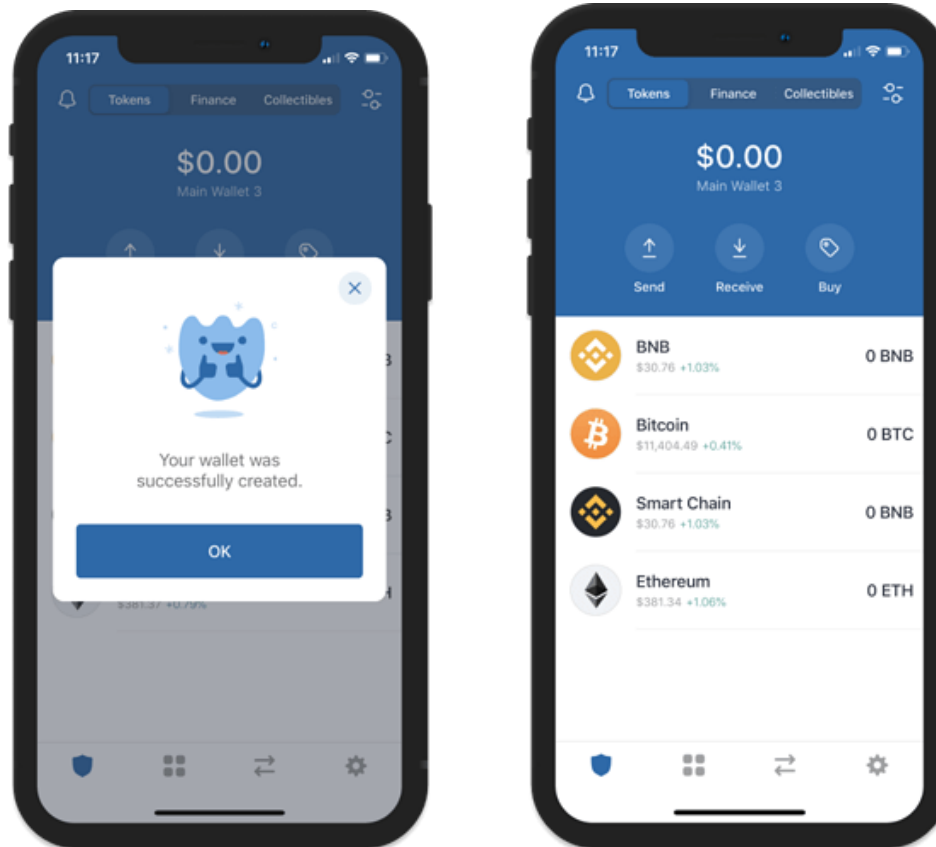 11:17
Tokens Finance Collectibles
$0.00
Main Wallet 3
Your wallet was
successfully created.
OK
$381.37 +0.79%
11:17
Tokens Finance Collectibles
$0.00
Main Wallet 3
Send Receive Buy
BNB
$30.76 +1.03%
0 BNB
Bitcoin
$11,404.49 +0.41%
0 BTC
Smart Chain
$30.76 +1.03%
0 BNB
Ethereum
$381.34 +1.06%
0 ETH